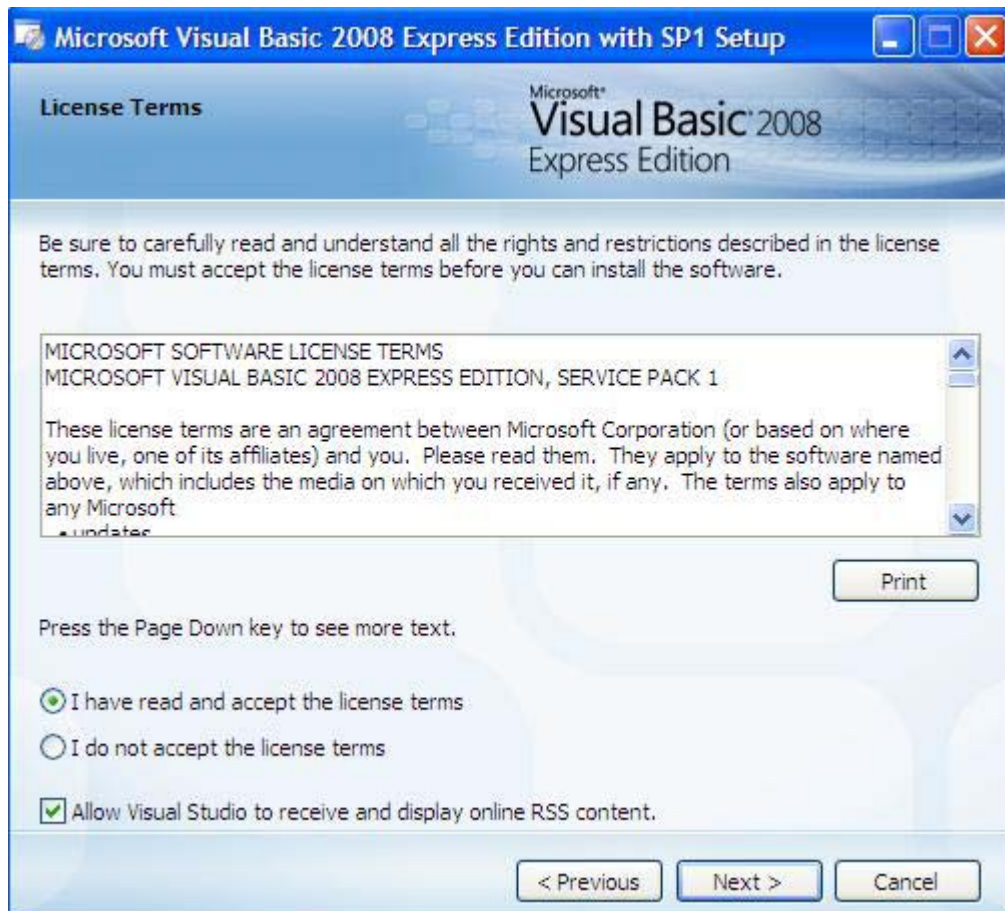 Microsoft Visual Basic 2008 Express Edition with SP1 Setup
License Terms
Microsoft®
Visual Basic® 2008
Express Edition
Be sure to carefully read and understand all the rights and restrictions described in the license
terms. You must accept the license terms before you can install the software.
MICROSOFT SOFTWARE LICENSE TERMS
MICROSOFT VISUAL BASIC 2008 EXPRESS EDITION, SERVICE PACK 1
These license terms are an agreement between Microsoft Corporation (or based on where
you live, one of its affiliates) and you.  Please read them.  They apply to the software named
above, which includes the media on which you received it, if any.  The terms also apply to
any Microsoft
• updates
Print
Press the Page Down key to see more text.
I have read and accept the license terms
I do not accept the license terms
Allow Visual Studio to receive and display online RSS content.
< Previous
Next >
Cancel